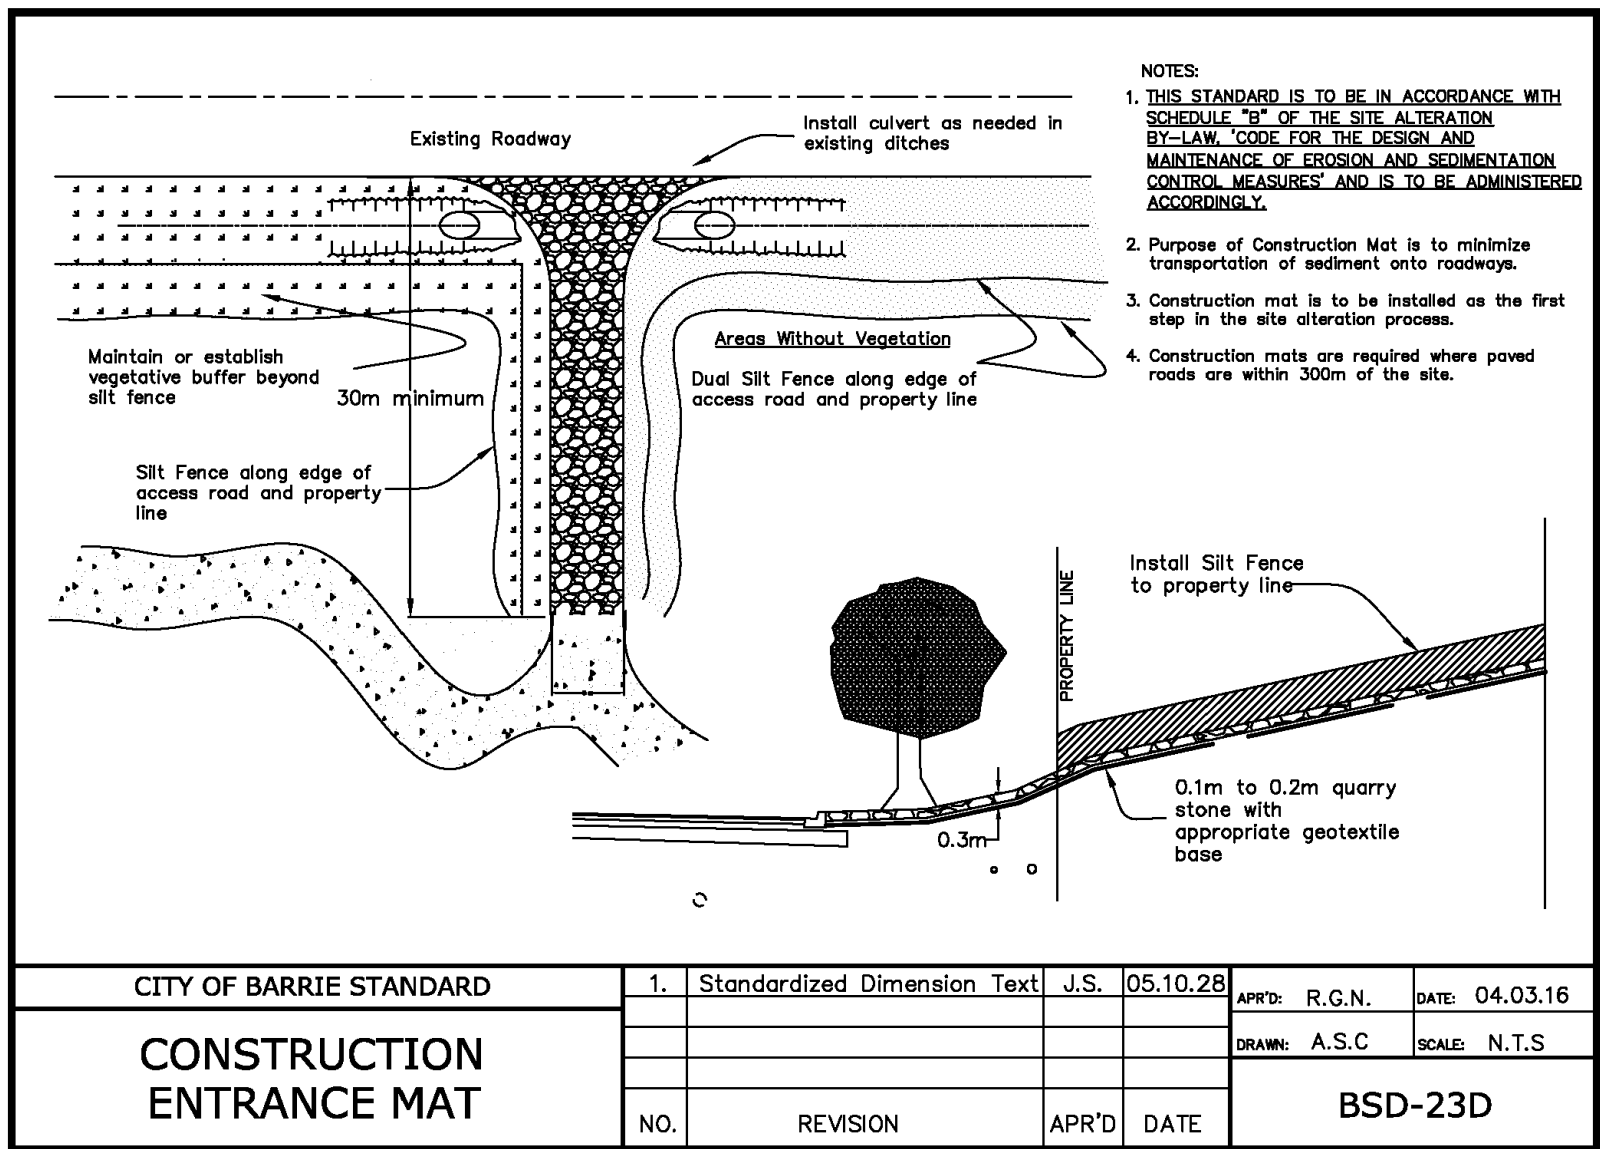 Existing Roadway
Install culvert as needed in
existing ditches
NOTES:
1. THIS STANDARD IS TO BE IN ACCORDANCE WITH
SCHEDULE "B" OF THE SITE ALTERATION
BY-LAW, 'CODE FOR THE DESIGN AND
MAINTENANCE OF EROSION AND SEDIMENTATION
CONTROL MEASURES' AND IS TO BE ADMINISTERED
ACCORDINGLY.
2. Purpose of Construction Mat is to minimize
transportation of sediment onto roadways.
3. Construction mat is to be installed as the first
step in the site alteration process.
4. Construction mats are required where paved
roads are within 300m of the site.
Maintain or establish
vegetative buffer beyond
silt fence
30m minimum
Areas Without Vegetation
Dual Silt Fence along edge of
access road and property line
Silt Fence along edge of
access road and property
line
PROPERTY LINE
Install Silt Fence
to property line
0.3m
0.1m to 0.2m quarry
stone with
appropriate geotextile
base
CITY OF BARRIE STANDARD
CONSTRUCTION
ENTRANCE MAT
1. Standardized Dimension Text J.S. 05.10.28
NO. REVISION APR'D DATE
APR'D: R.G.N. DATE: 04.03.16
DRAWN: A.S.C SCALE: N.T.S
BSD-23D